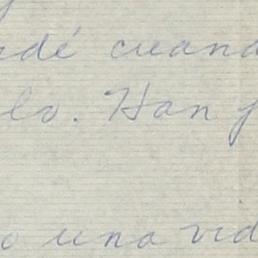 rdé cuand
lo. Han
o una vid